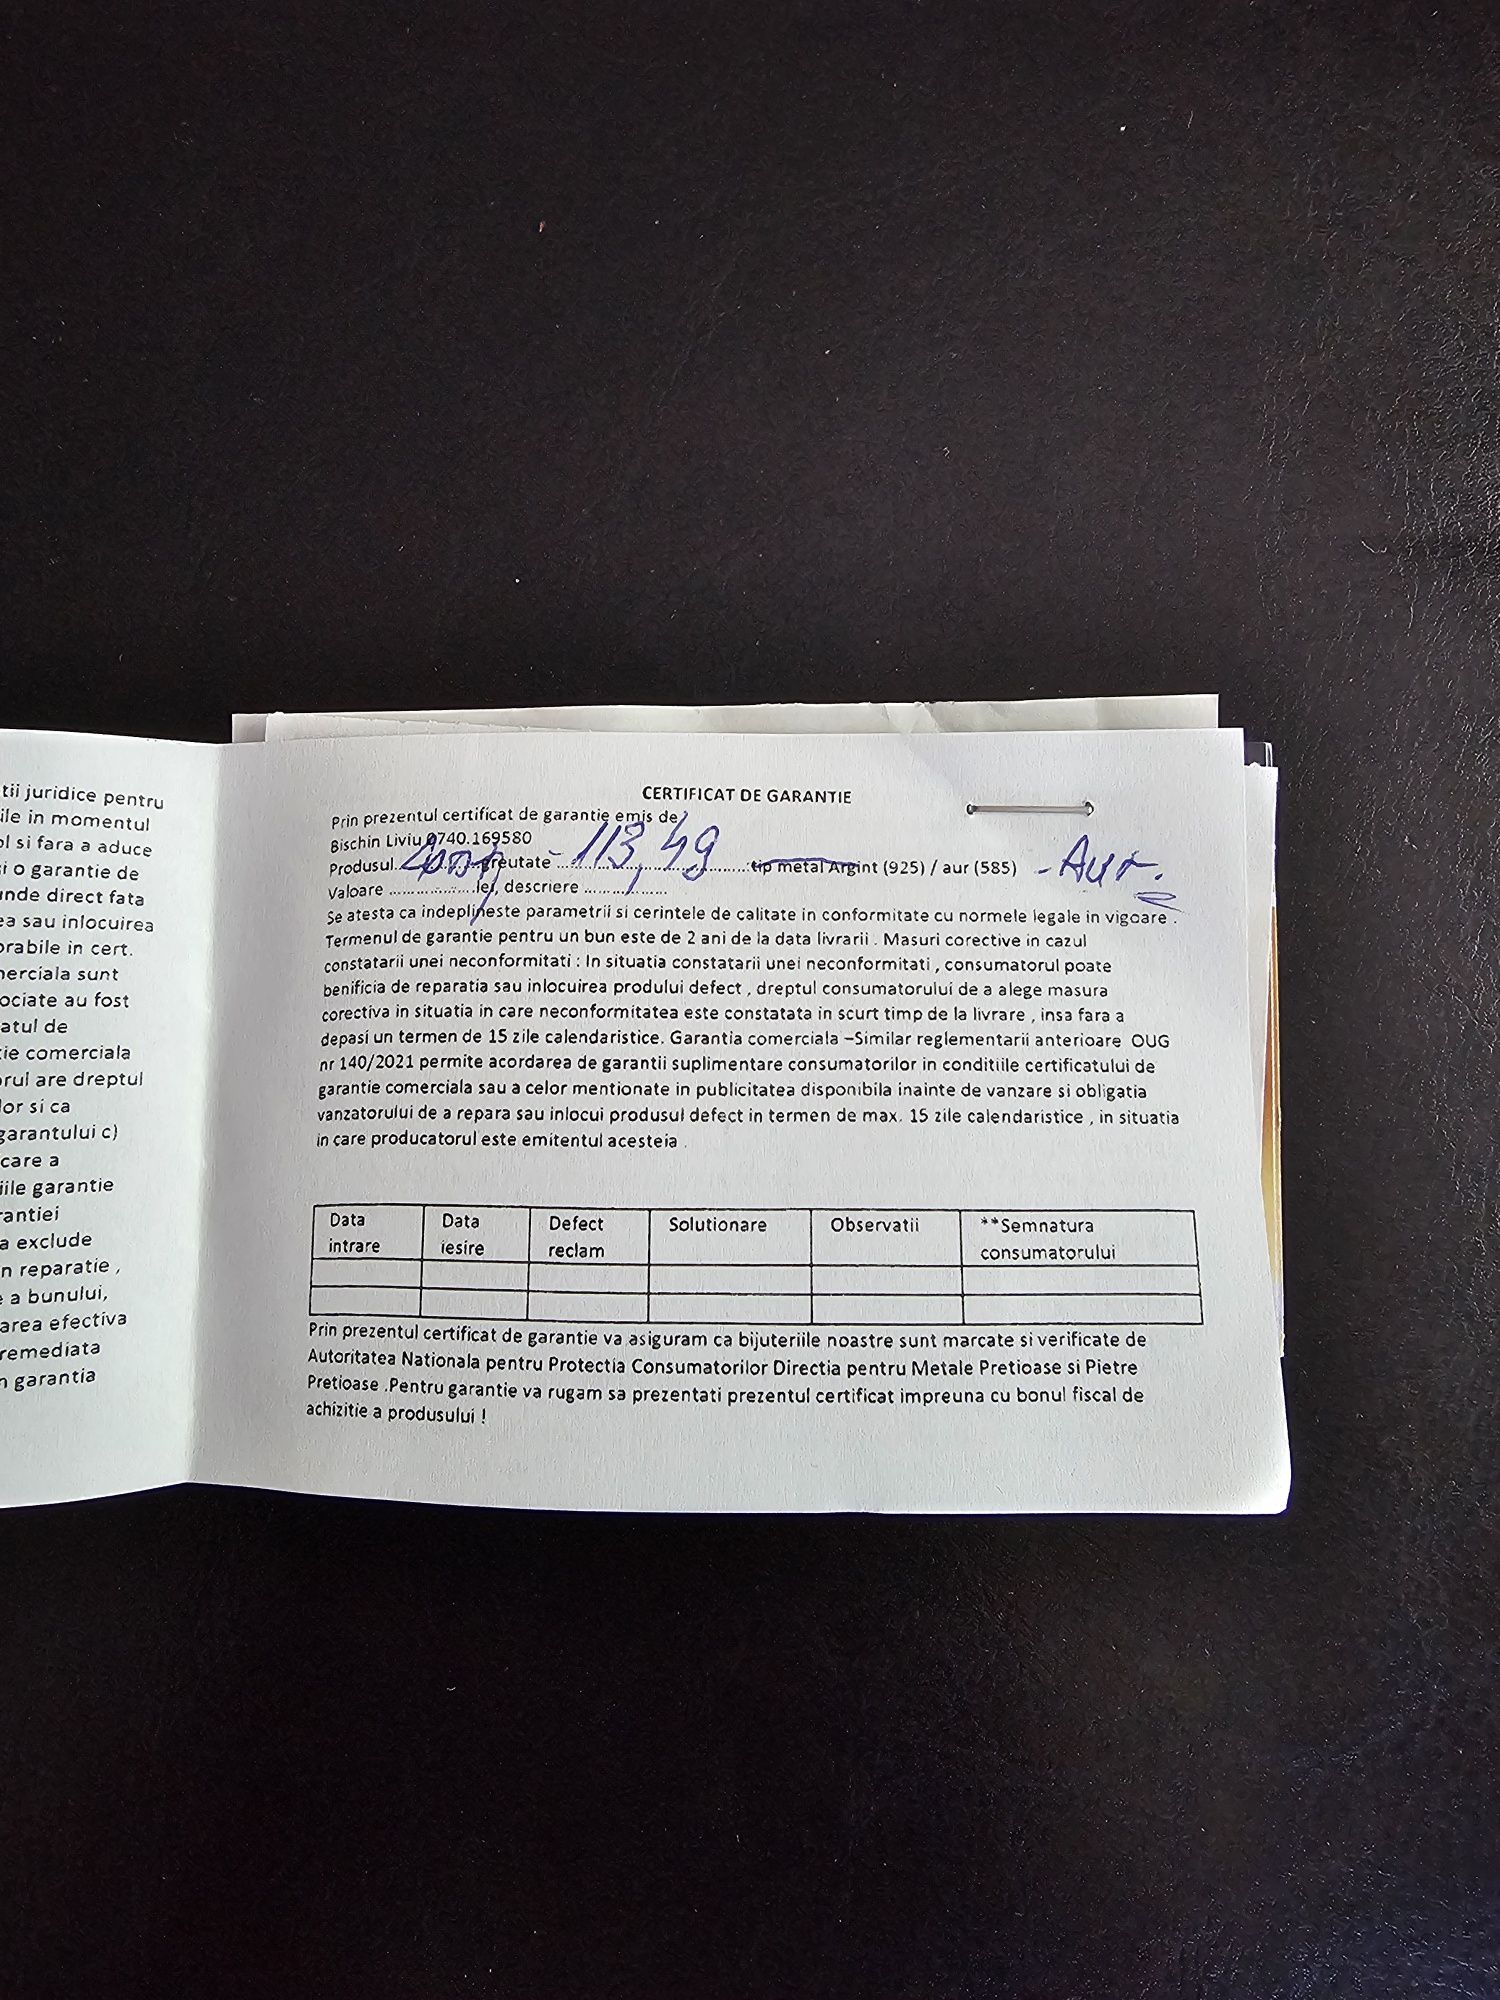 tii juridice pentru
ile in momentul
ol si fara a aduce
i o garantie de
unde direct fata
ea sau inlocuirea
orabile in cert.
nerciala sunt
ociate au fost
atul de
tie comerciala
orul are dreptul
lor si ca
garantului c)
care a
iile garantie
rantiei
a exclude
n reparatie ,
e a bunului,
area efectiva
remediata
n garantia
CERTIFICAT DE GARANTIE
Prin prezentul certificat de garantie emis de
Bischin Liviu 0740.169580
Produsul greutate - 113,49 tip metal Argint (925) / aur (585) - Aur.
Valoare ..................lei, descriere ..................
Se atesta ca indeplineste parametrii si cerintele de calitate in conformitate cu normele legale in vigoare .
Termenul de garantie pentru un bun este de 2 ani de la data livrarii . Masuri corective in cazul
constatarii unei neconformitati : In situatia constatarii unei neconformitati , consumatorul poate
benificia de reparatia sau inlocuirea prodului defect , dreptul consumatorului de a alege masura
corectiva in situatia in care neconformitatea este constatata in scurt timp de la livrare , insa fara a
depasi un termen de 15 zile calendaristice. Garantia comerciala –Similar reglementarii anterioare OUG
nr 140/2021 permite acordarea de garantii suplimentare consumatorilor in conditiile certificatului de
garantie comerciala sau a celor mentionate in publicitatea disponibila inainte de vanzare si obligatia
vanzatorului de a repara sau inlocui produsul defect in termen de max. 15 zile calendaristice , in situatia
in care producatorul este emitentul acesteia .
Data intrare Data iesire Defect reclam Solutionare Observatii **Semnatura consumatorului
Prin prezentul certificat de garantie va asiguram ca bijuteriile noastre sunt marcate si verificate de
Autoritatea Nationala pentru Protectia Consumatorilor Directia pentru Metale Pretioase si Pietre
Pretioase .Pentru garantie va rugam sa prezentati prezentul certificat impreuna cu bonul fiscal de
achizitie a produsului !